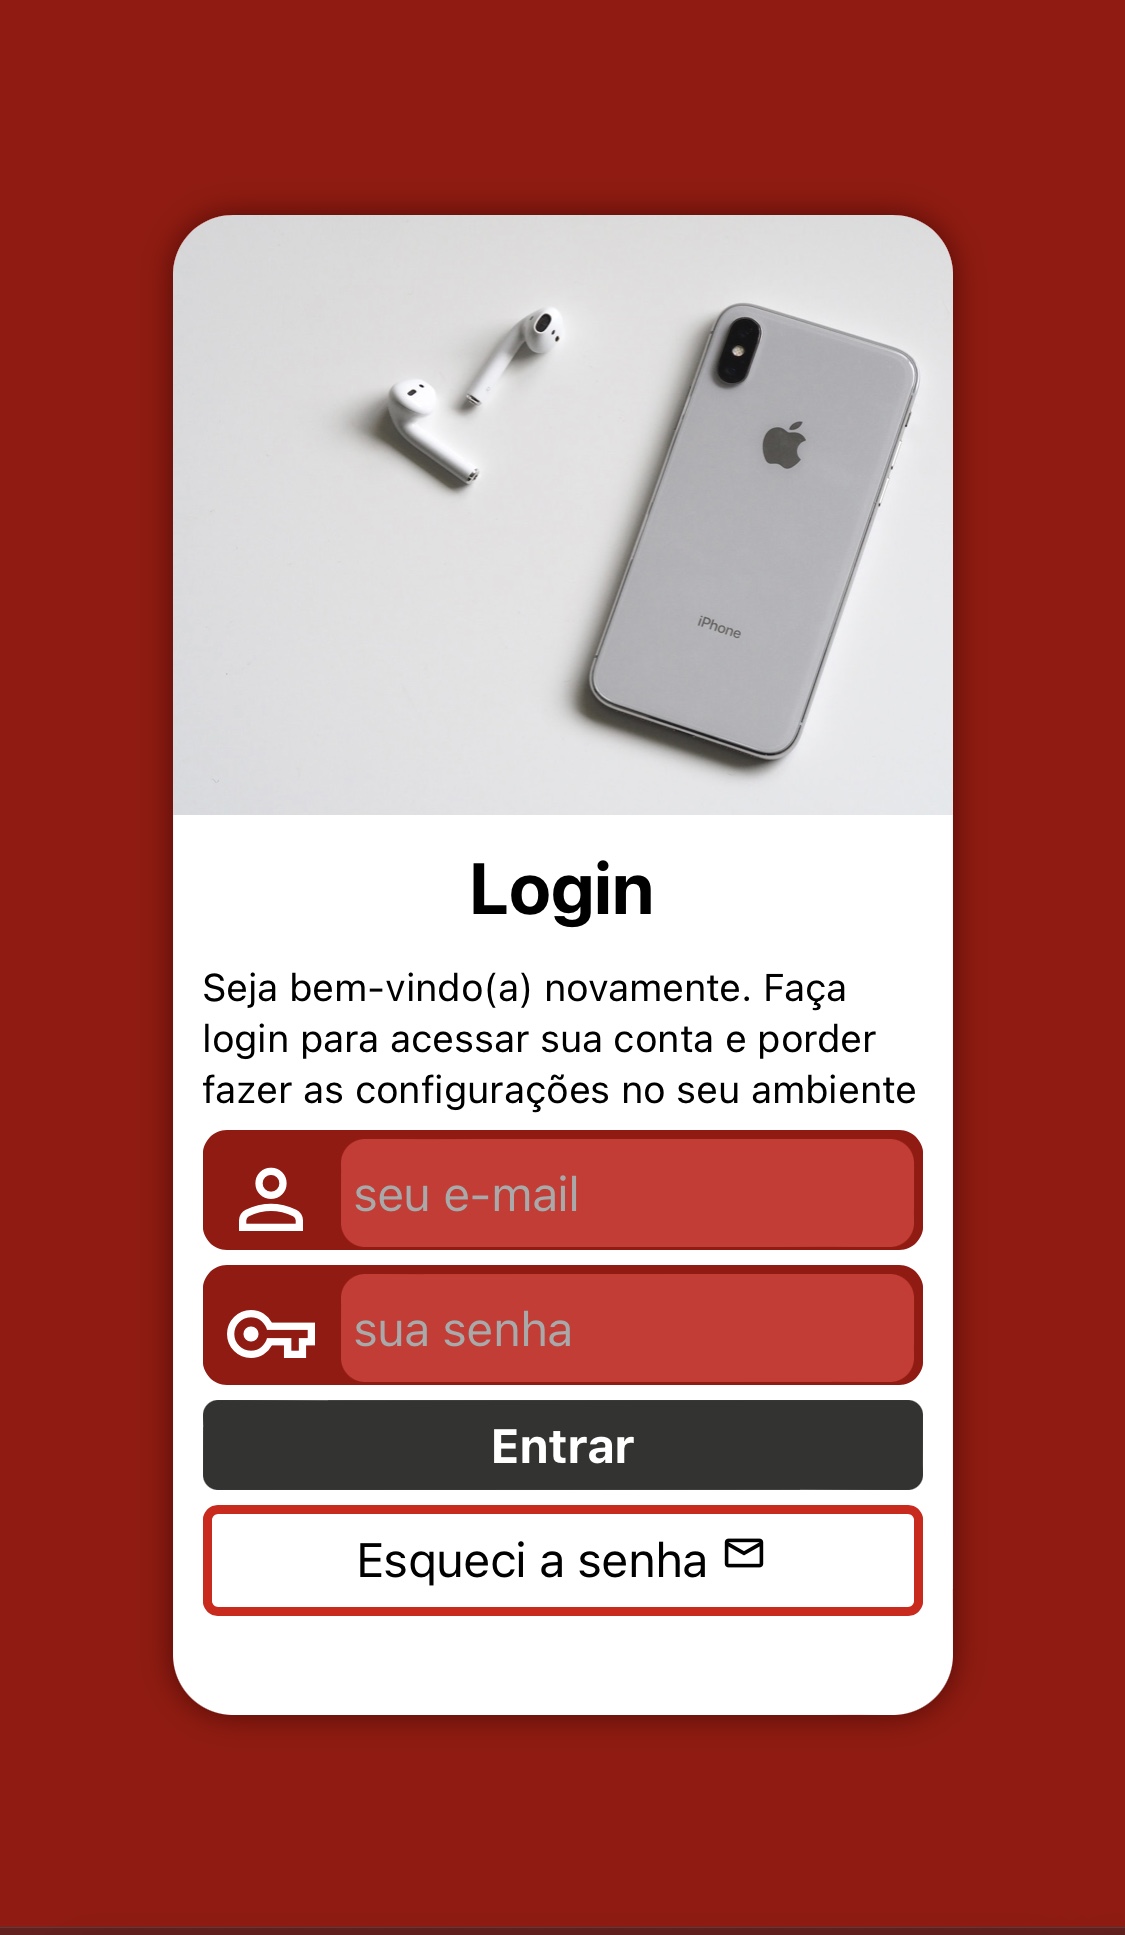 iPhone
Login
Seja bem-vindo(a) novamente. Faça
login para acessar sua conta e porder
fazer as configurações no seu ambiente
seu e-mail
sua senha
Entrar
Esqueci a senha